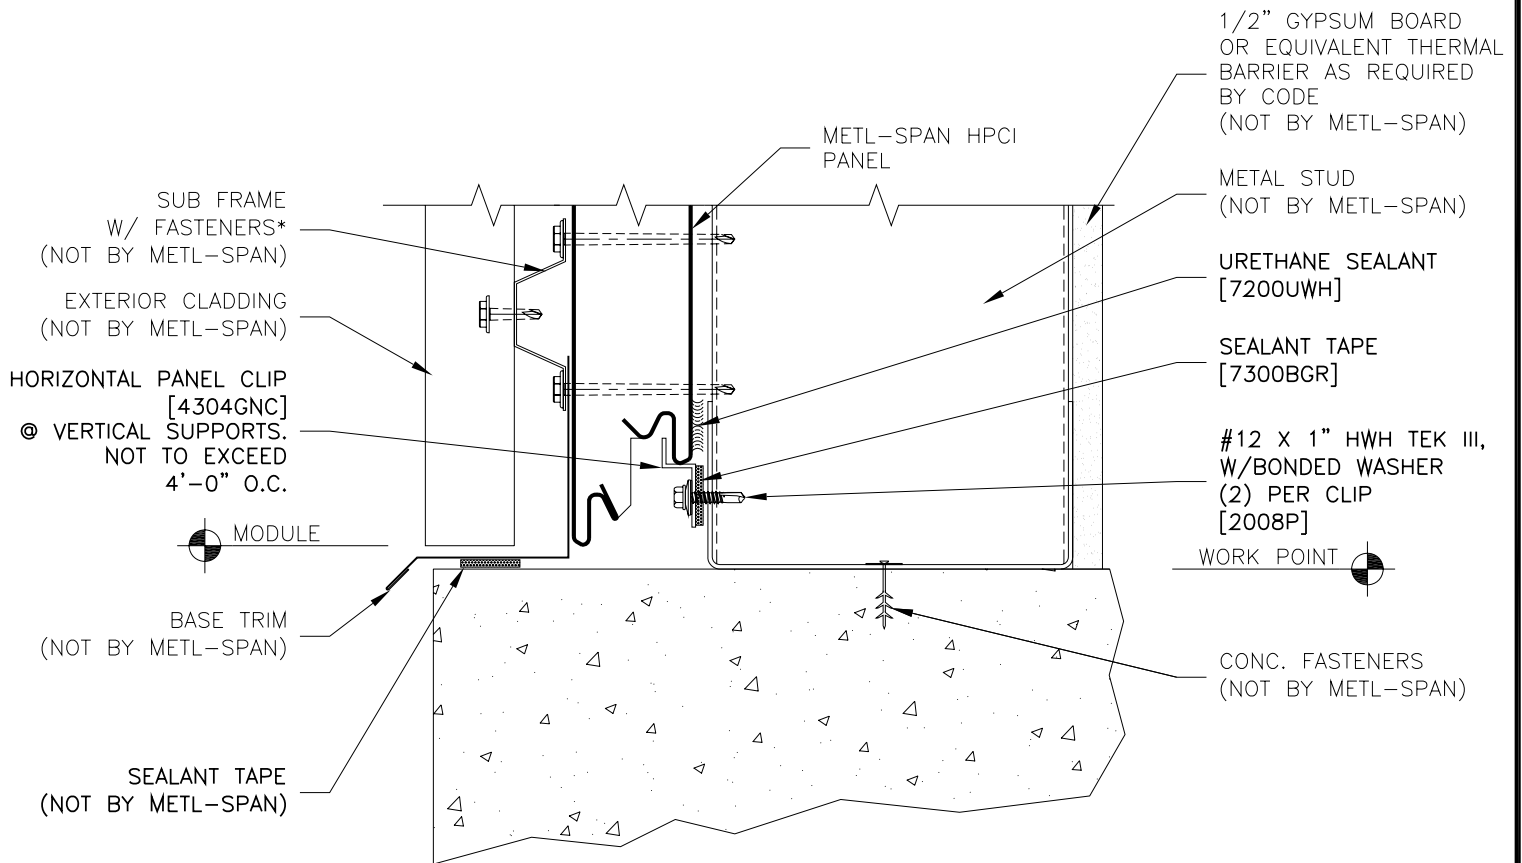 SUB FRAME
W/ FASTENERS*
(NOT BY METL-SPAN)
EXTERIOR CLADDING
(NOT BY METL-SPAN)
HORIZONTAL PANEL CLIP
[4304GNC]
@ VERTICAL SUPPORTS.
NOT TO EXCEED
4'-0" O.C.
MODULE
BASE TRIM
(NOT BY METL-SPAN)
SEALANT TAPE
(NOT BY METL-SPAN)
METL-SPAN HPCI
PANEL
1/2" GYPSUM BOARD
OR EQUIVALENT THERMAL
BARRIER AS REQUIRED
BY CODE
(NOT BY METL-SPAN)
METAL STUD
(NOT BY METL-SPAN)
URETHANE SEALANT
[7200UWH]
SEALANT TAPE
[7300BGR]
#12 X 1" HWH TEK III,
W/BONDED WASHER
(2) PER CLIP
[2008P]
WORK POINT
CONC. FASTENERS
(NOT BY METL-SPAN)